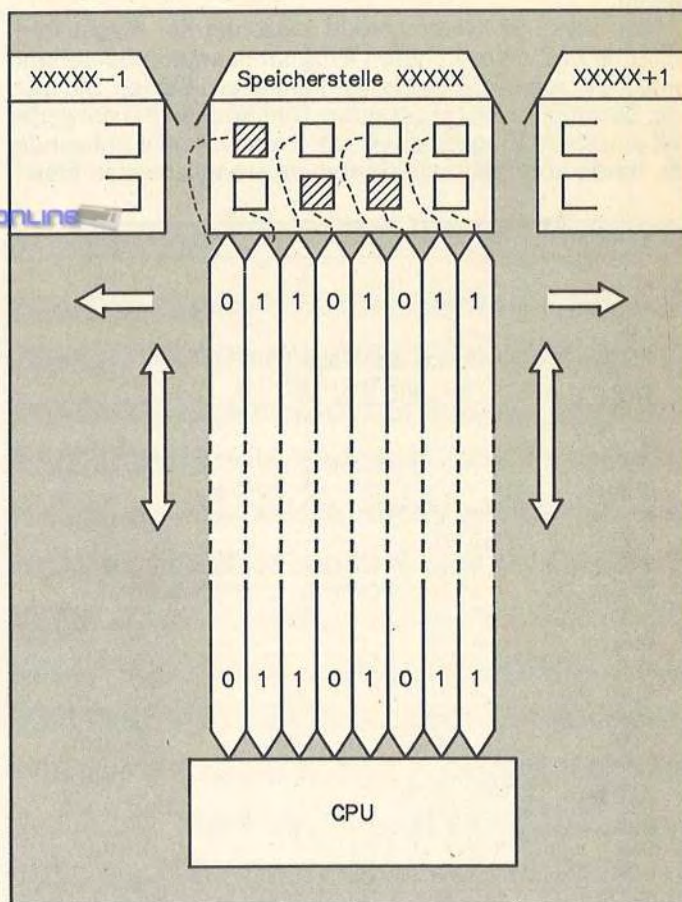 XXXXX−1 Speicherstelle XXXXX XXXXX+1
ONLINE
0 1 1 0 1 0 1 1
0 1 1 0 1 0 1 1
CPU